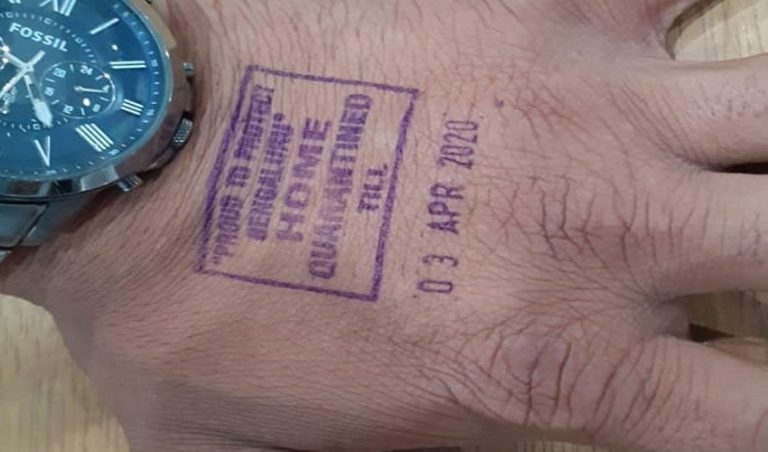 FOSSIL
"PROUD TO PROTECT
BENGALURU"
HOME
QUARANTINED
TILL
03 APR 2020